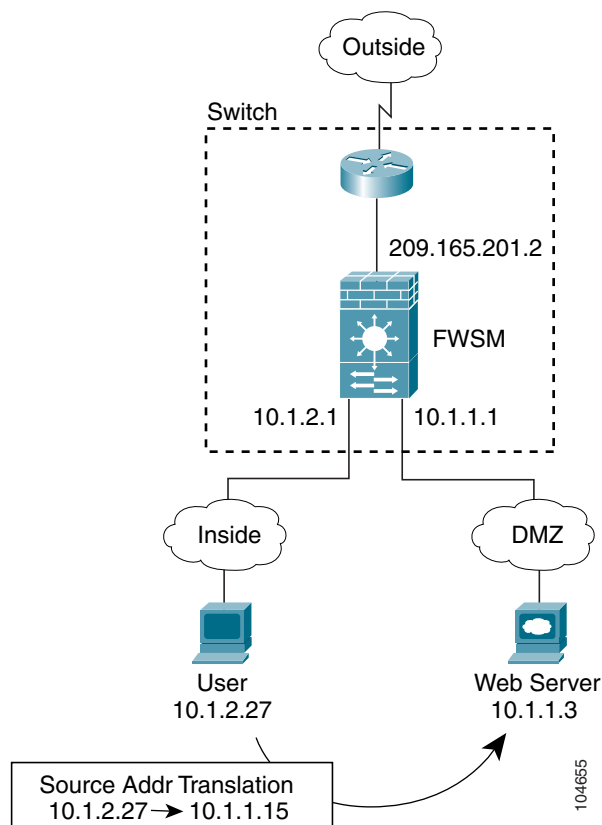 Outside
Switch
209.165.201.2
FWSM
10.1.2.1
10.1.1.1
Inside
DMZ
User
10.1.2.27
Web Server
10.1.1.3
Source Addr Translation
10.1.2.27 → 10.1.1.15
104655